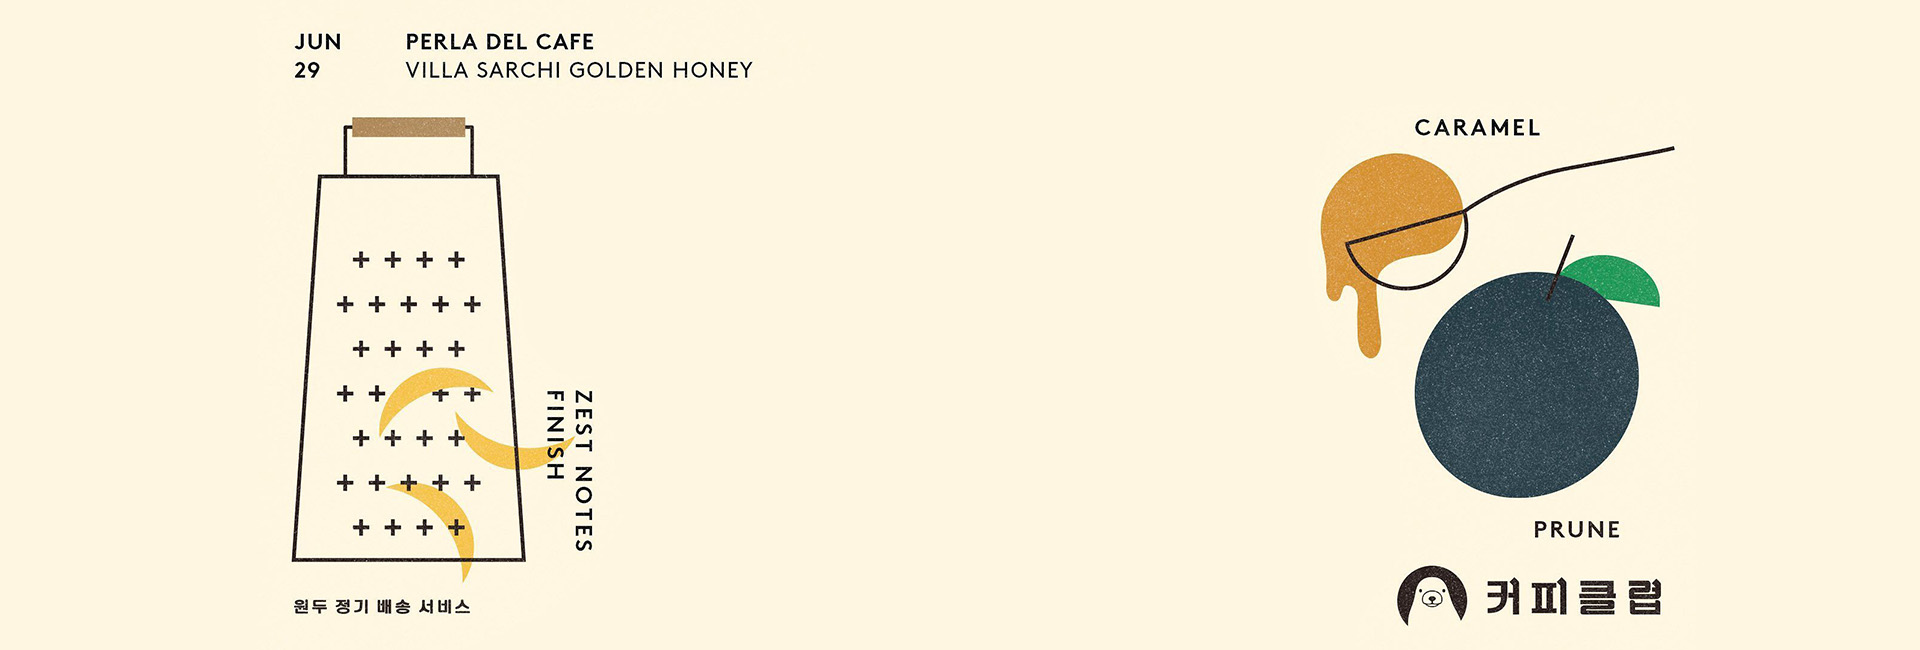 JUN
29
PERLA DEL CAFE
VILLA SARCHI GOLDEN HONEY
ZEST NOTES
FINISH
원두 정기 배송 서비스
CARAMEL
PRUNE
커피클럽